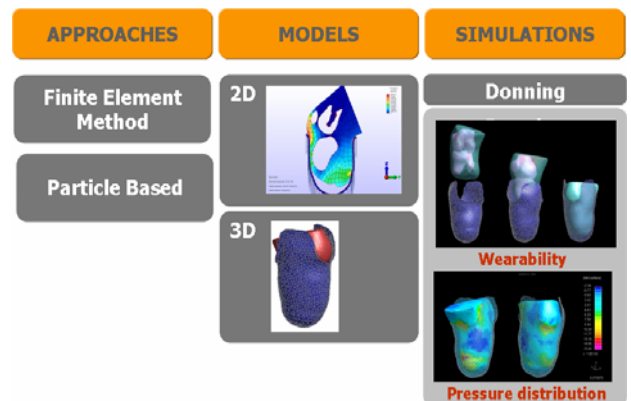 APPROACHES
MODELS
SIMULATIONS
Finite Element
Method
Particle Based
2D
3D
Donning
Wearability
Pressure distribution